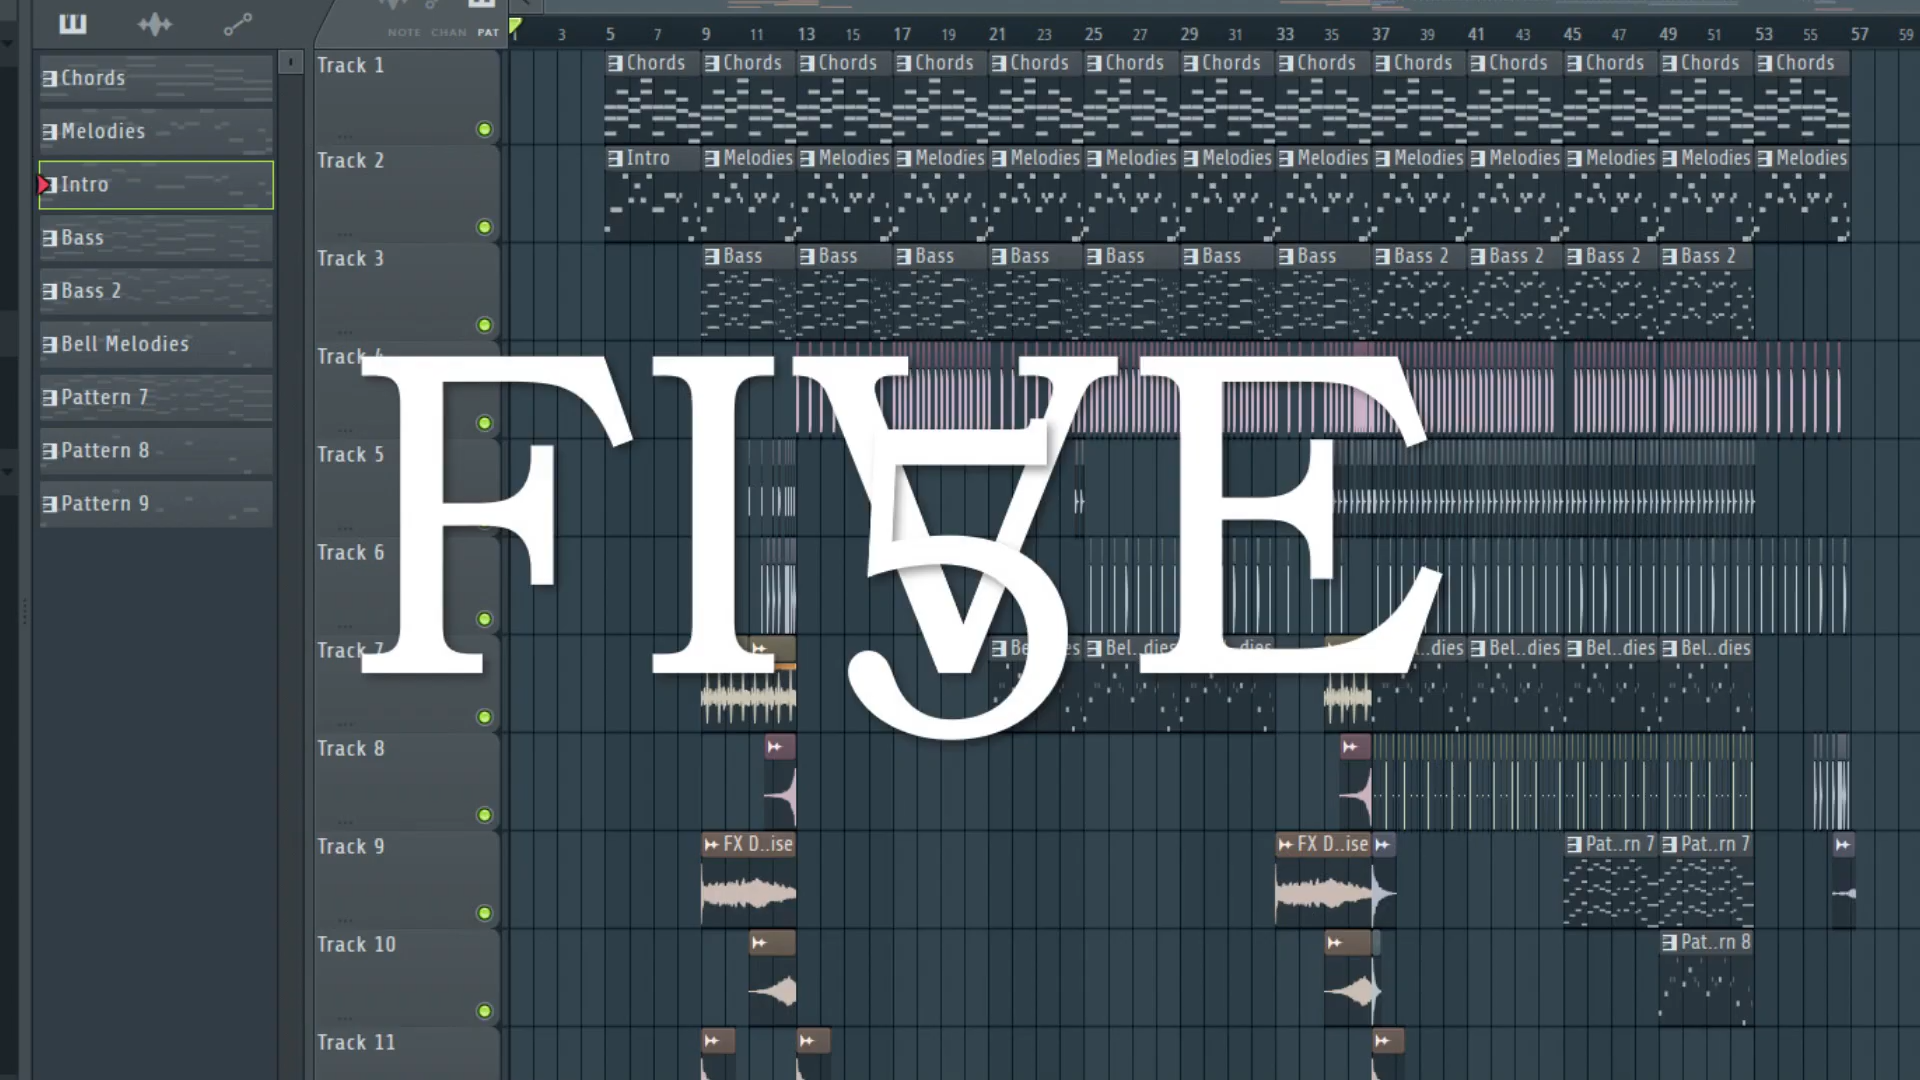 NOTE CHAN PAT
3 5 7 9 11 13 15 17 19 21 23 25 27 29 31 33 35 37 39 41 43 45 47 49 51 53 55 57 59
Chords
Melodies
Intro
Bass
Bass 2
Bell Melodies
Pattern 7
Pattern 8
Pattern 9
Track 1
Chords Chords Chords Chords Chords Chords Chords Chords Chords Chords Chords Chords Chords
Track 2
Intro Melodies Melodies Melodies Melodies Melodies Melodies Melodies Melodies Melodies Melodies Melodies Melodies
Track 3
Bass Bass Bass Bass Bass Bass Bass Bass 2 Bass 2 Bass 2 Bass 2
Track 4
FIVE
5
Track 5
Track 6
Track 7
Bel..dies ..dies Bel..dies Bel..dies Bel..dies
Track 8
Track 9
FX D..ise FX D..ise Pat..rn 7 Pat..rn 7
Track 10
Pat..rn 8
Track 11